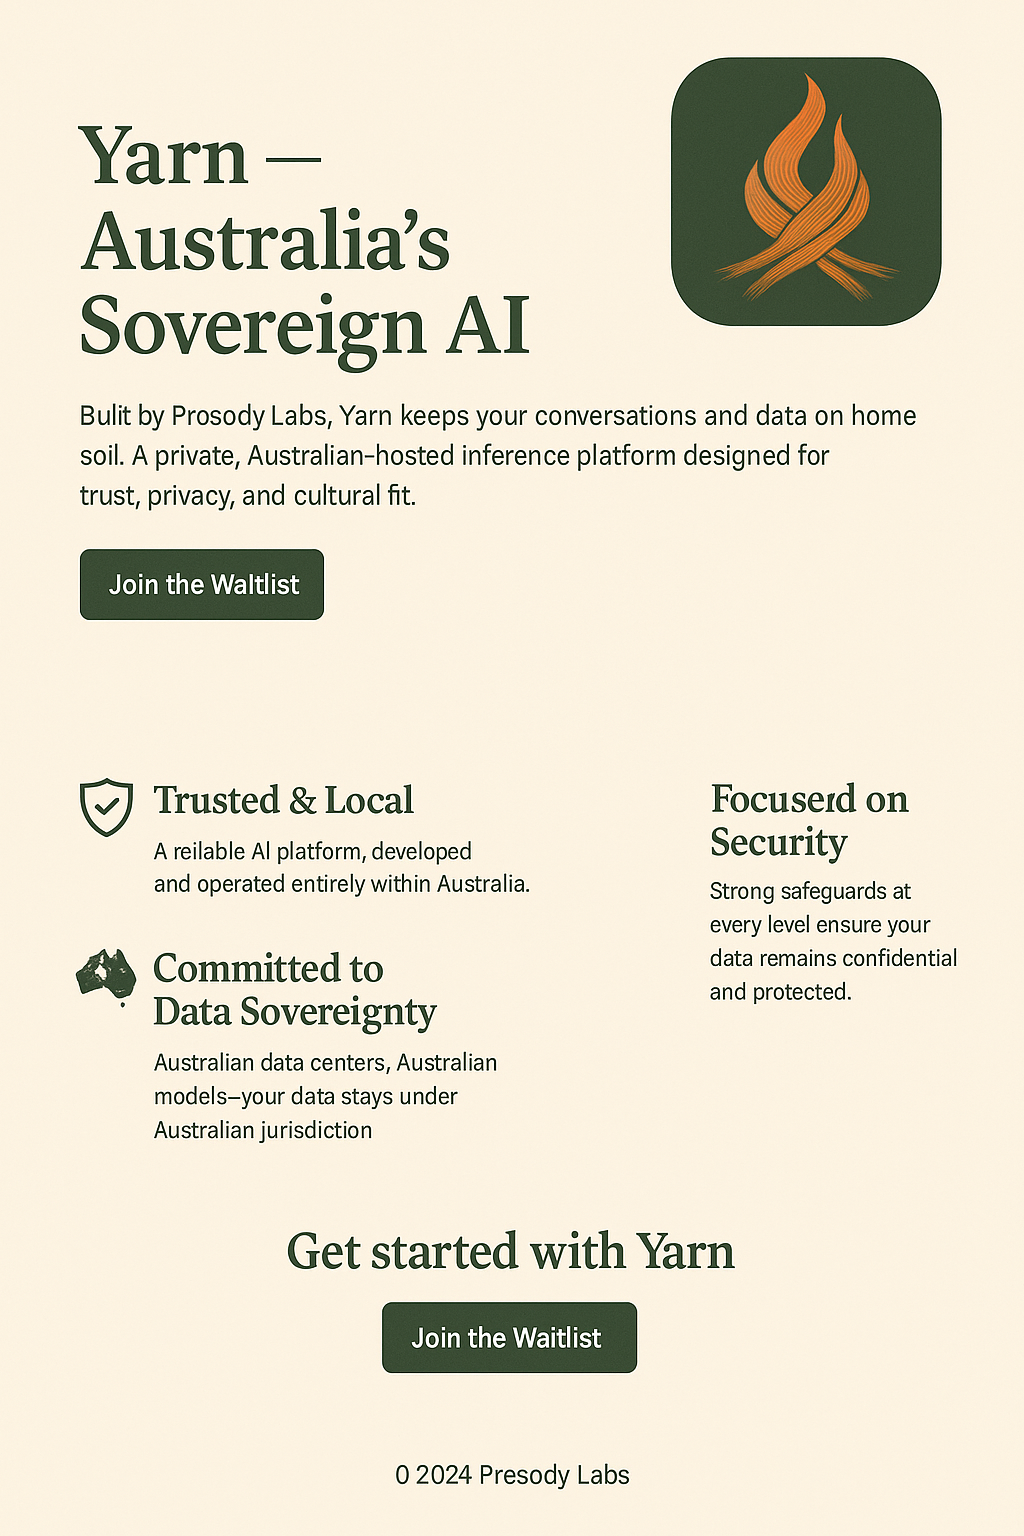 Yarn —
Australia’s
Sovereign AI
Bulit by Prosody Labs, Yarn keeps your conversations and data on home
soil. A private, Australian-hosted inference platform designed for
trust, privacy, and cultural fit.
Join the Waltlist
Trusted & Local
A reilable Al platform, developed
and operated entirely within Australia.
Committed to
Data Sovereignty
Australian data centers, Australian
models—your data stays under
Australian jurisdiction
Focuserd on
Security
Strong safeguards at
every level ensure your
data remains confidential
and protected.
Get started with Yarn
Join the Waitlist
0 2024 Presody Labs